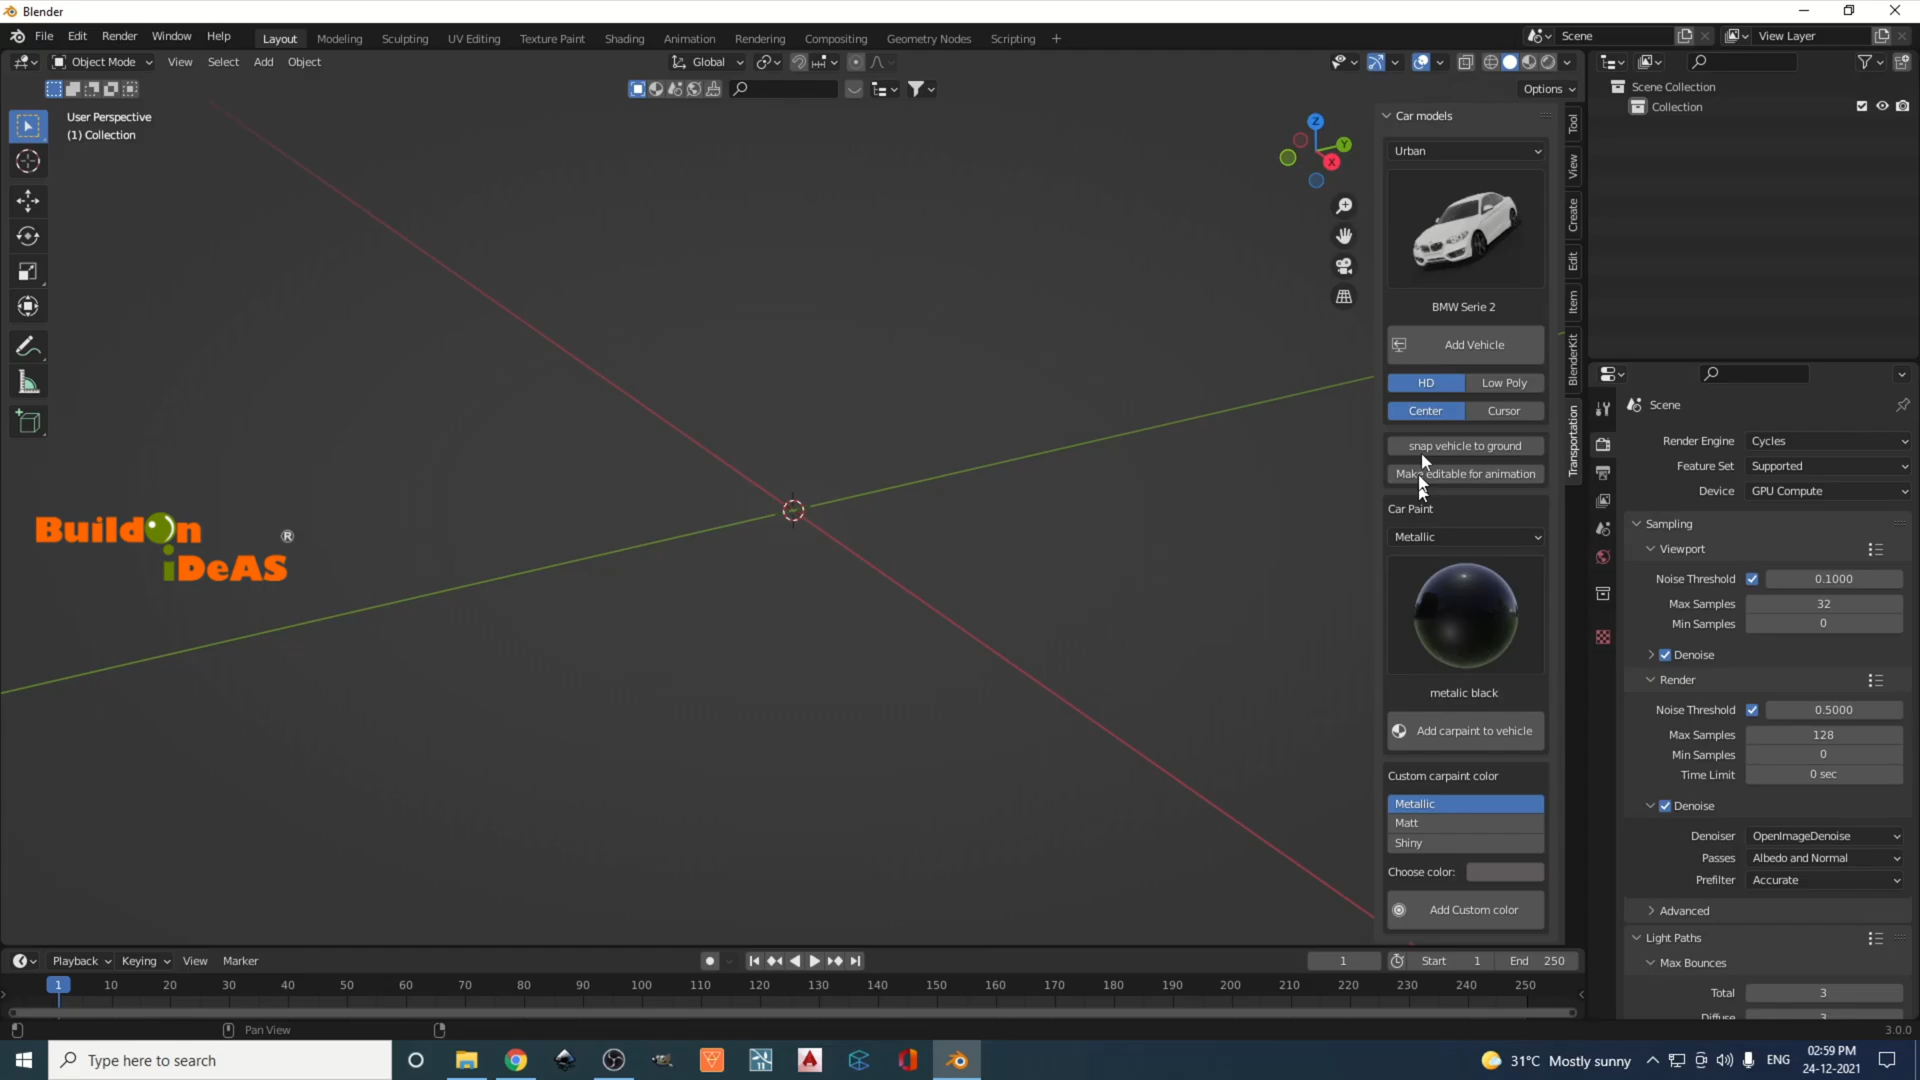 Blender
File Edit Render Window Help
Layout Modeling Sculpting UV Editing Texture Paint Shading Animation Rendering Compositing Geometry Nodes Scripting +
Scene
View Layer
Object Mode View Select Add Object
Global
Options
User Perspective
(1) Collection
Z
Y
X
BuildOn
iDeAS ®
Car models
Urban
BMW Serie 2
Add Vehicle
HD Low Poly
Center Cursor
snap vehicle to ground
Make editable for animation
Car Paint
Metallic
metalic black
Add carpaint to vehicle
Custom carpaint color
Metallic
Matt
Shiny
Choose color:
Add Custom color
Tool
View
Create
Edit
Item
BlenderKit
Transportation
Scene Collection
Collection
Scene
Render Engine Cycles
Feature Set Supported
Device GPU Compute
Sampling
Viewport
Noise Threshold 0.1000
Max Samples 32
Min Samples 0
Denoise
Render
Noise Threshold 0.5000
Max Samples 128
Min Samples 0
Time Limit 0 sec
Denoise
Denoiser OpenImageDenoise
Passes Albedo and Normal
Prefilter Accurate
Advanced
Light Paths
Max Bounces
Total 3
Diffuse 3
Playback Keying View Marker
1 Start 1 End 250
1 10 20 30 40 50 60 70 80 90 100 110 120 130 140 150 160 170 180 190 200 210 220 230 240 250
Pan View
3.0.0
Type here to search
31°C Mostly sunny
ENG
02:59 PM
24-12-2021